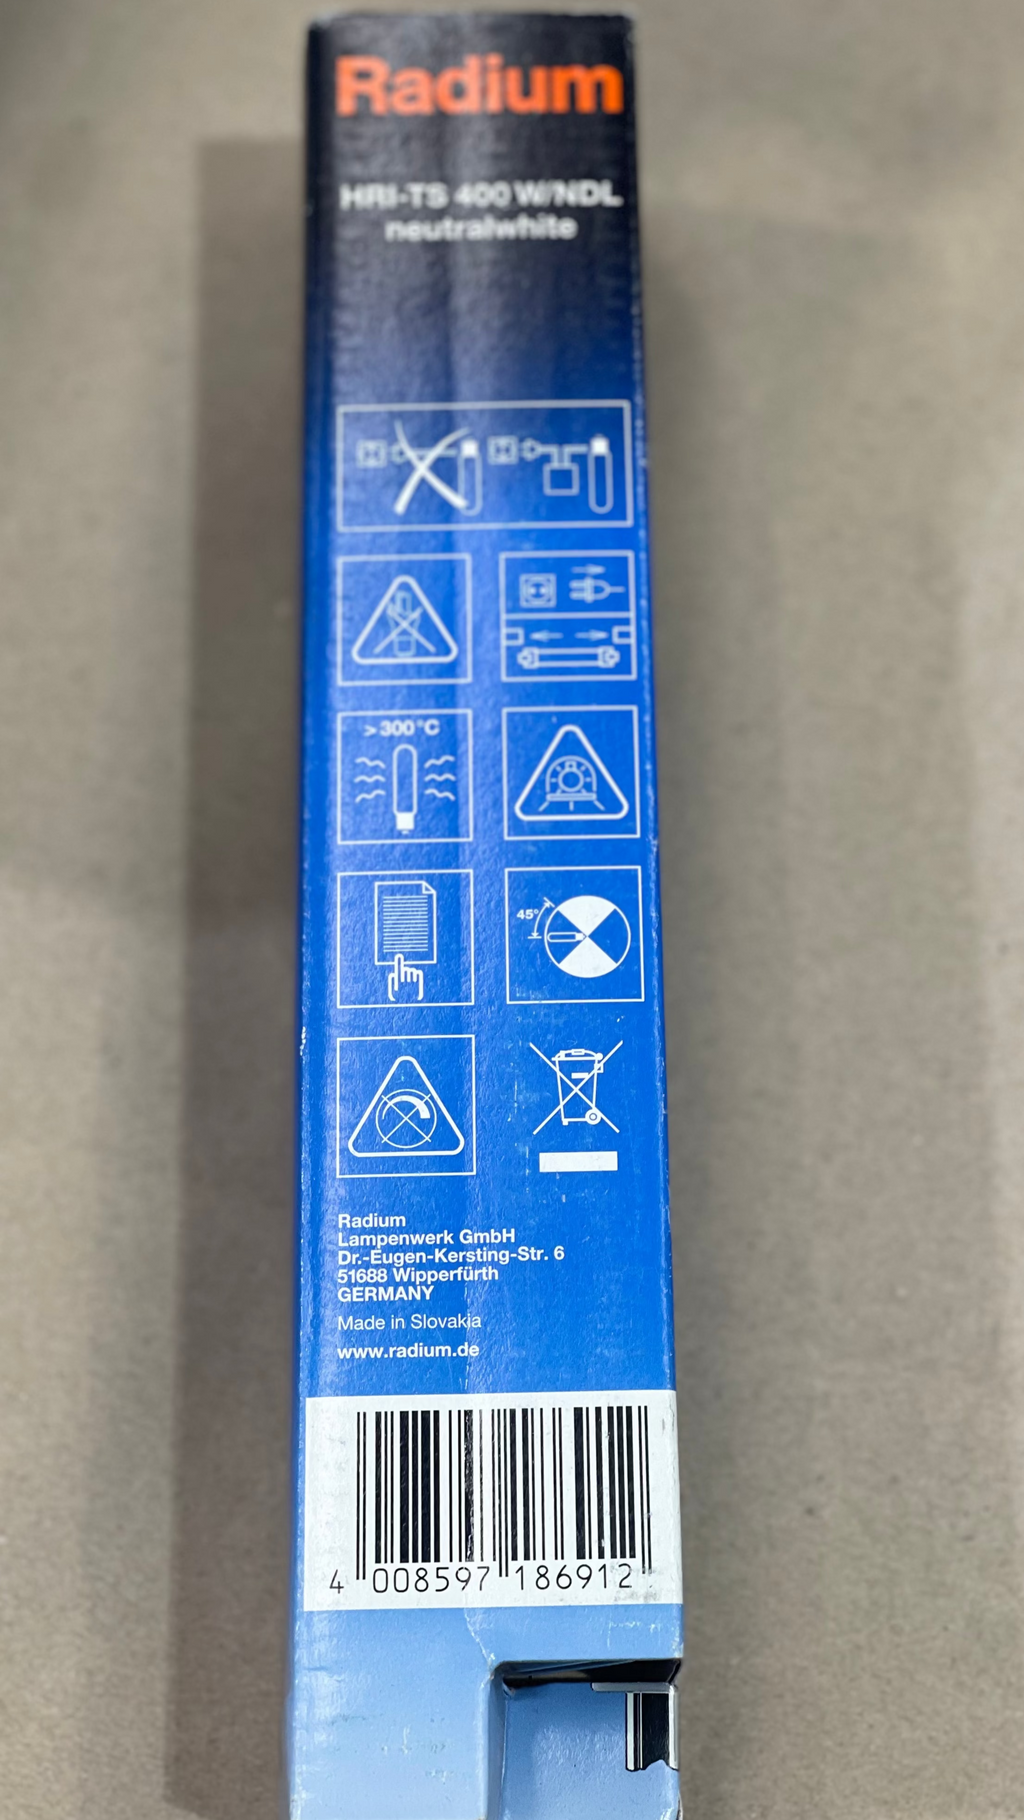 Radium
HRI-TS 400 W/NDL
neutralwhite
> 300 °C
45°
Radium
Lampenwerk GmbH
Dr.-Eugen-Kersting-Str. 6
51688 Wipperfürth
GERMANY
Made in Slovakia
www.radium.de
4 008597 186912